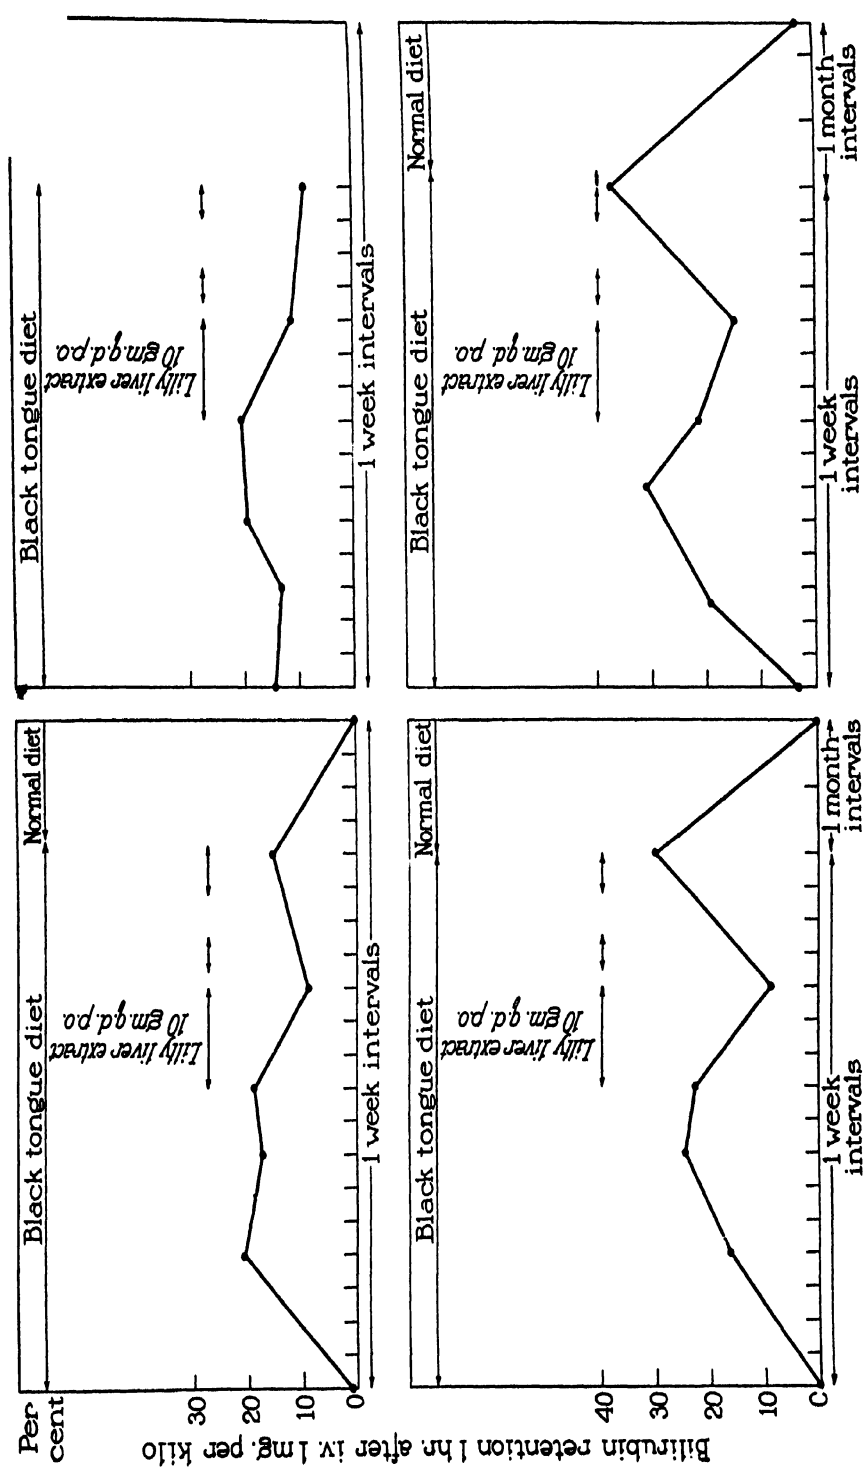 Per
cent
Black tongue diet
Normal diet
Lilly liver extract
10 gm. q.d. p.o.
30
20
10
0
1 week intervals
Black tongue diet
Lilly liver extract
10 gm. q.d. p.o.
1 week intervals
Bilirubin retention 1 hr. after i.v. 1 mg. per kilo
Black tongue diet
Normal diet
Lilly liver extract
10 gm. q.d. p.o.
40
30
20
10
C
1 week
intervals
1 month
intervals
Black tongue diet
Normal diet
Lilly liver extract
10 gm. q.d. p.o.
1 week
intervals
1 month
intervals